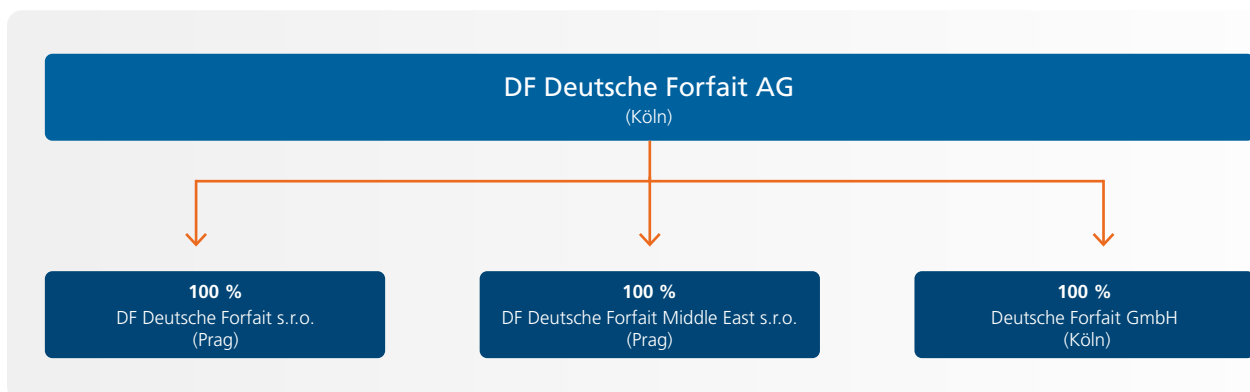 DF Deutsche Forfait AG
(Köln)
100 %
DF Deutsche Forfait s.r.o.
(Prag)
100 %
DF Deutsche Forfait Middle East s.r.o.
(Prag)
100 %
Deutsche Forfait GmbH
(Köln)